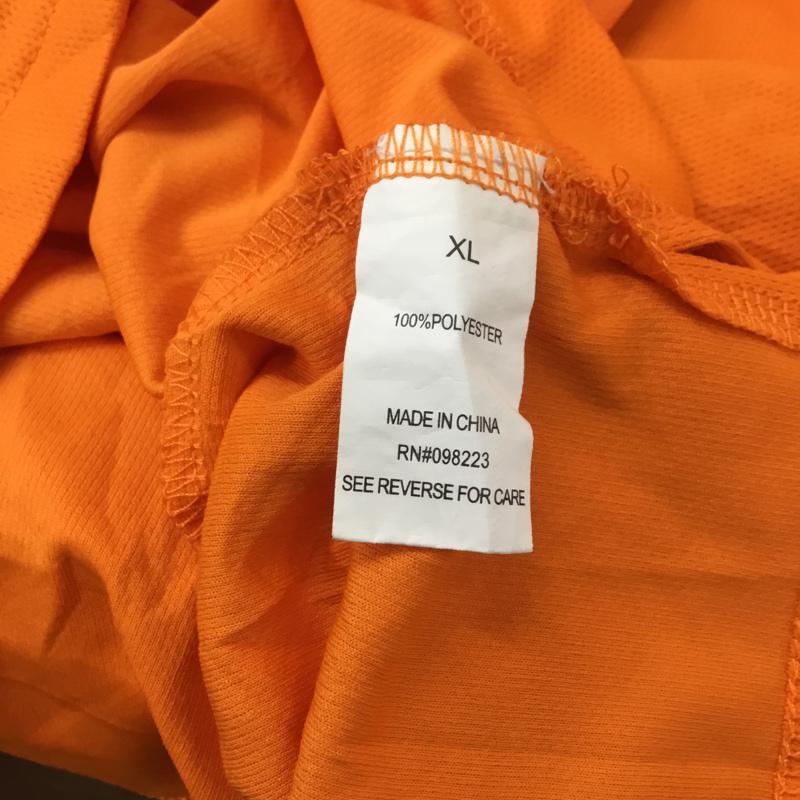 XL
100%POLYESTER
MADE IN CHINA
RN#098223
SEE REVERSE FOR CARE